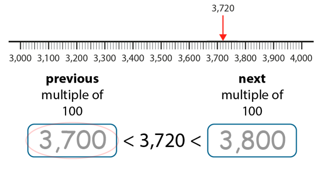 3,720
3,000 3,100 3,200 3,300 3,400 3,500 3,600 3,700 3,800 3,900 4,000
previous next
multiple of multiple of
100 100
3,700 < 3,720 < 3,800